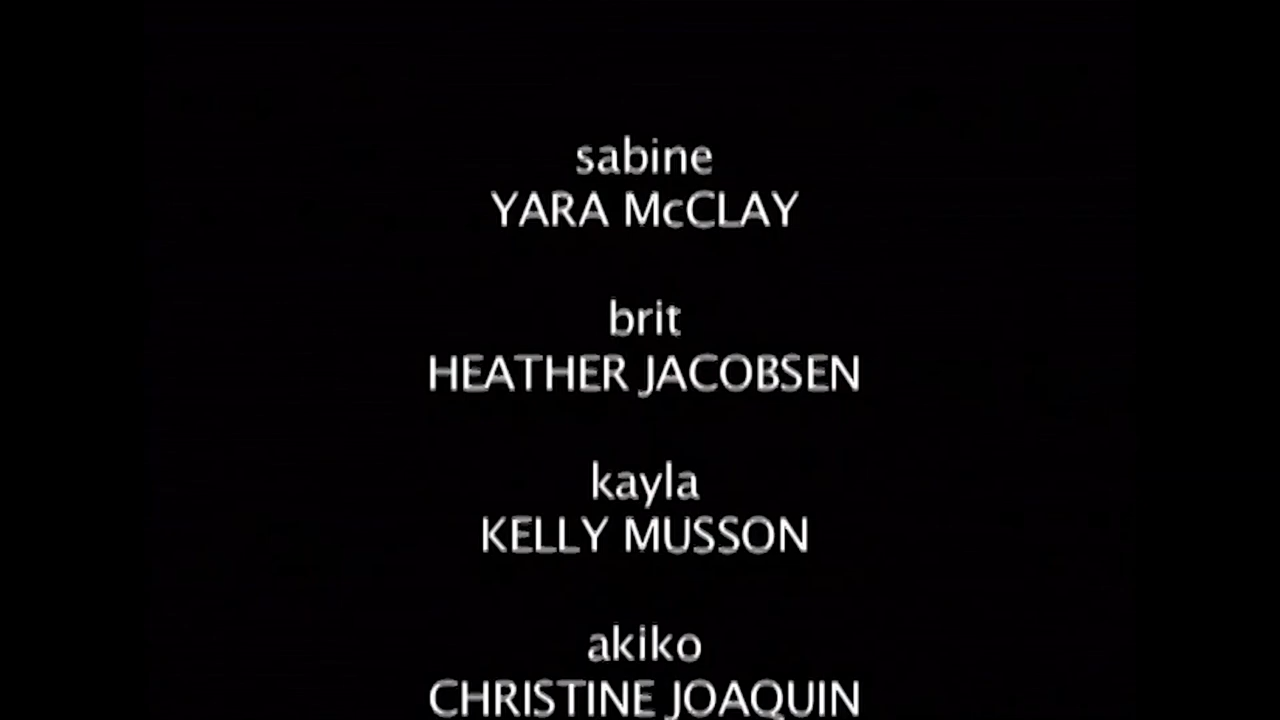 sabine
YARA McCLAY
brit
HEATHER JACOBSEN
kayla
KELLY MUSSON
akiko
CHRISTINE JOAQUIN